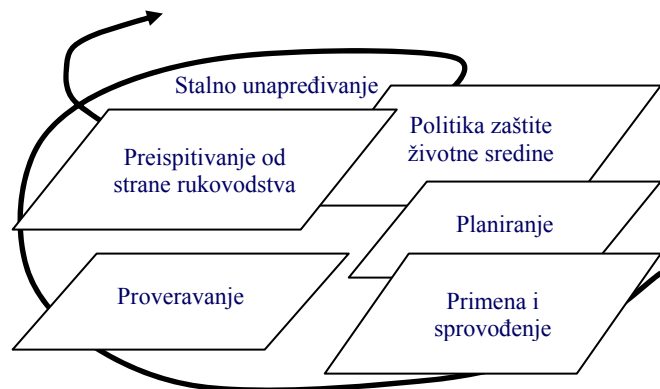 Stalno unapređivanje
Politika zaštite
životne sredine
Preispitivanje od
strane rukovodstva
Planiranje
Proveravanje
Primena i
sprovođenje